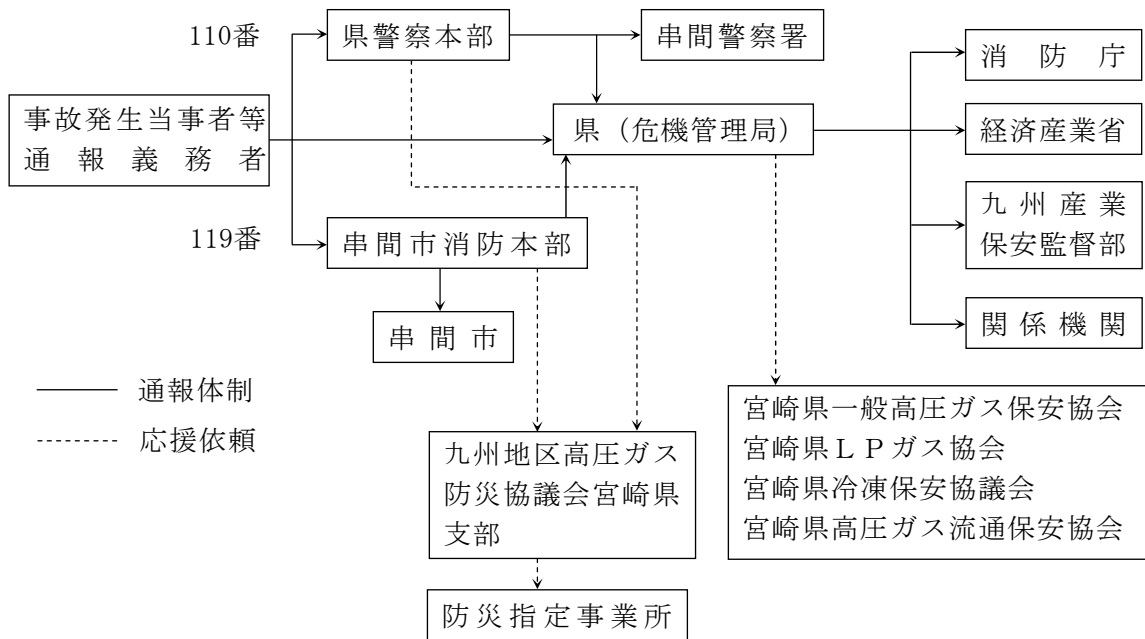 110番
県警察本部
串間警察署
消防庁
事故発生当事者等
通報義務者
県（危機管理局）
経済産業省
119番
串間市消防本部
九州産業
保安監督部
串間市
関係機関
通報体制
応援依頼
九州地区高圧ガス
防災協議会宮崎県
支部
宮崎県一般高圧ガス保安協会
宮崎県ＬＰガス協会
宮崎県冷凍保安協議会
宮崎県高圧ガス流通保安協会
防災指定事業所